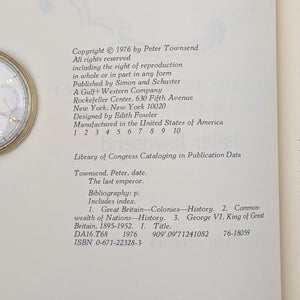 Copyright © 1976 by Peter Townsend
All rights reserved
including the right of reproduction
in whole or in part in any form
Published by Simon and Schuster
A Gulf+Western Company
Rockefeller Center, 630 Fifth Avenue
New York, New York 10020
Designed by Edith Fowler
Manufactured in the United States of America
1 2 3 4 5 6 7 8 9 10
Library of Congress Cataloging in Publication Data
Townsend, Peter, date.
The last emperor.
Bibliography: p.
Includes index.
1. Great Britain—Colonies—History. 2. Common-
wealth of Nations—History. 3. George VI, King of Great
Britain, 1895-1952. I. Title.
DA16.T68 1976 909'.09'71241082 76-18059
ISBN 0-671-22328-3